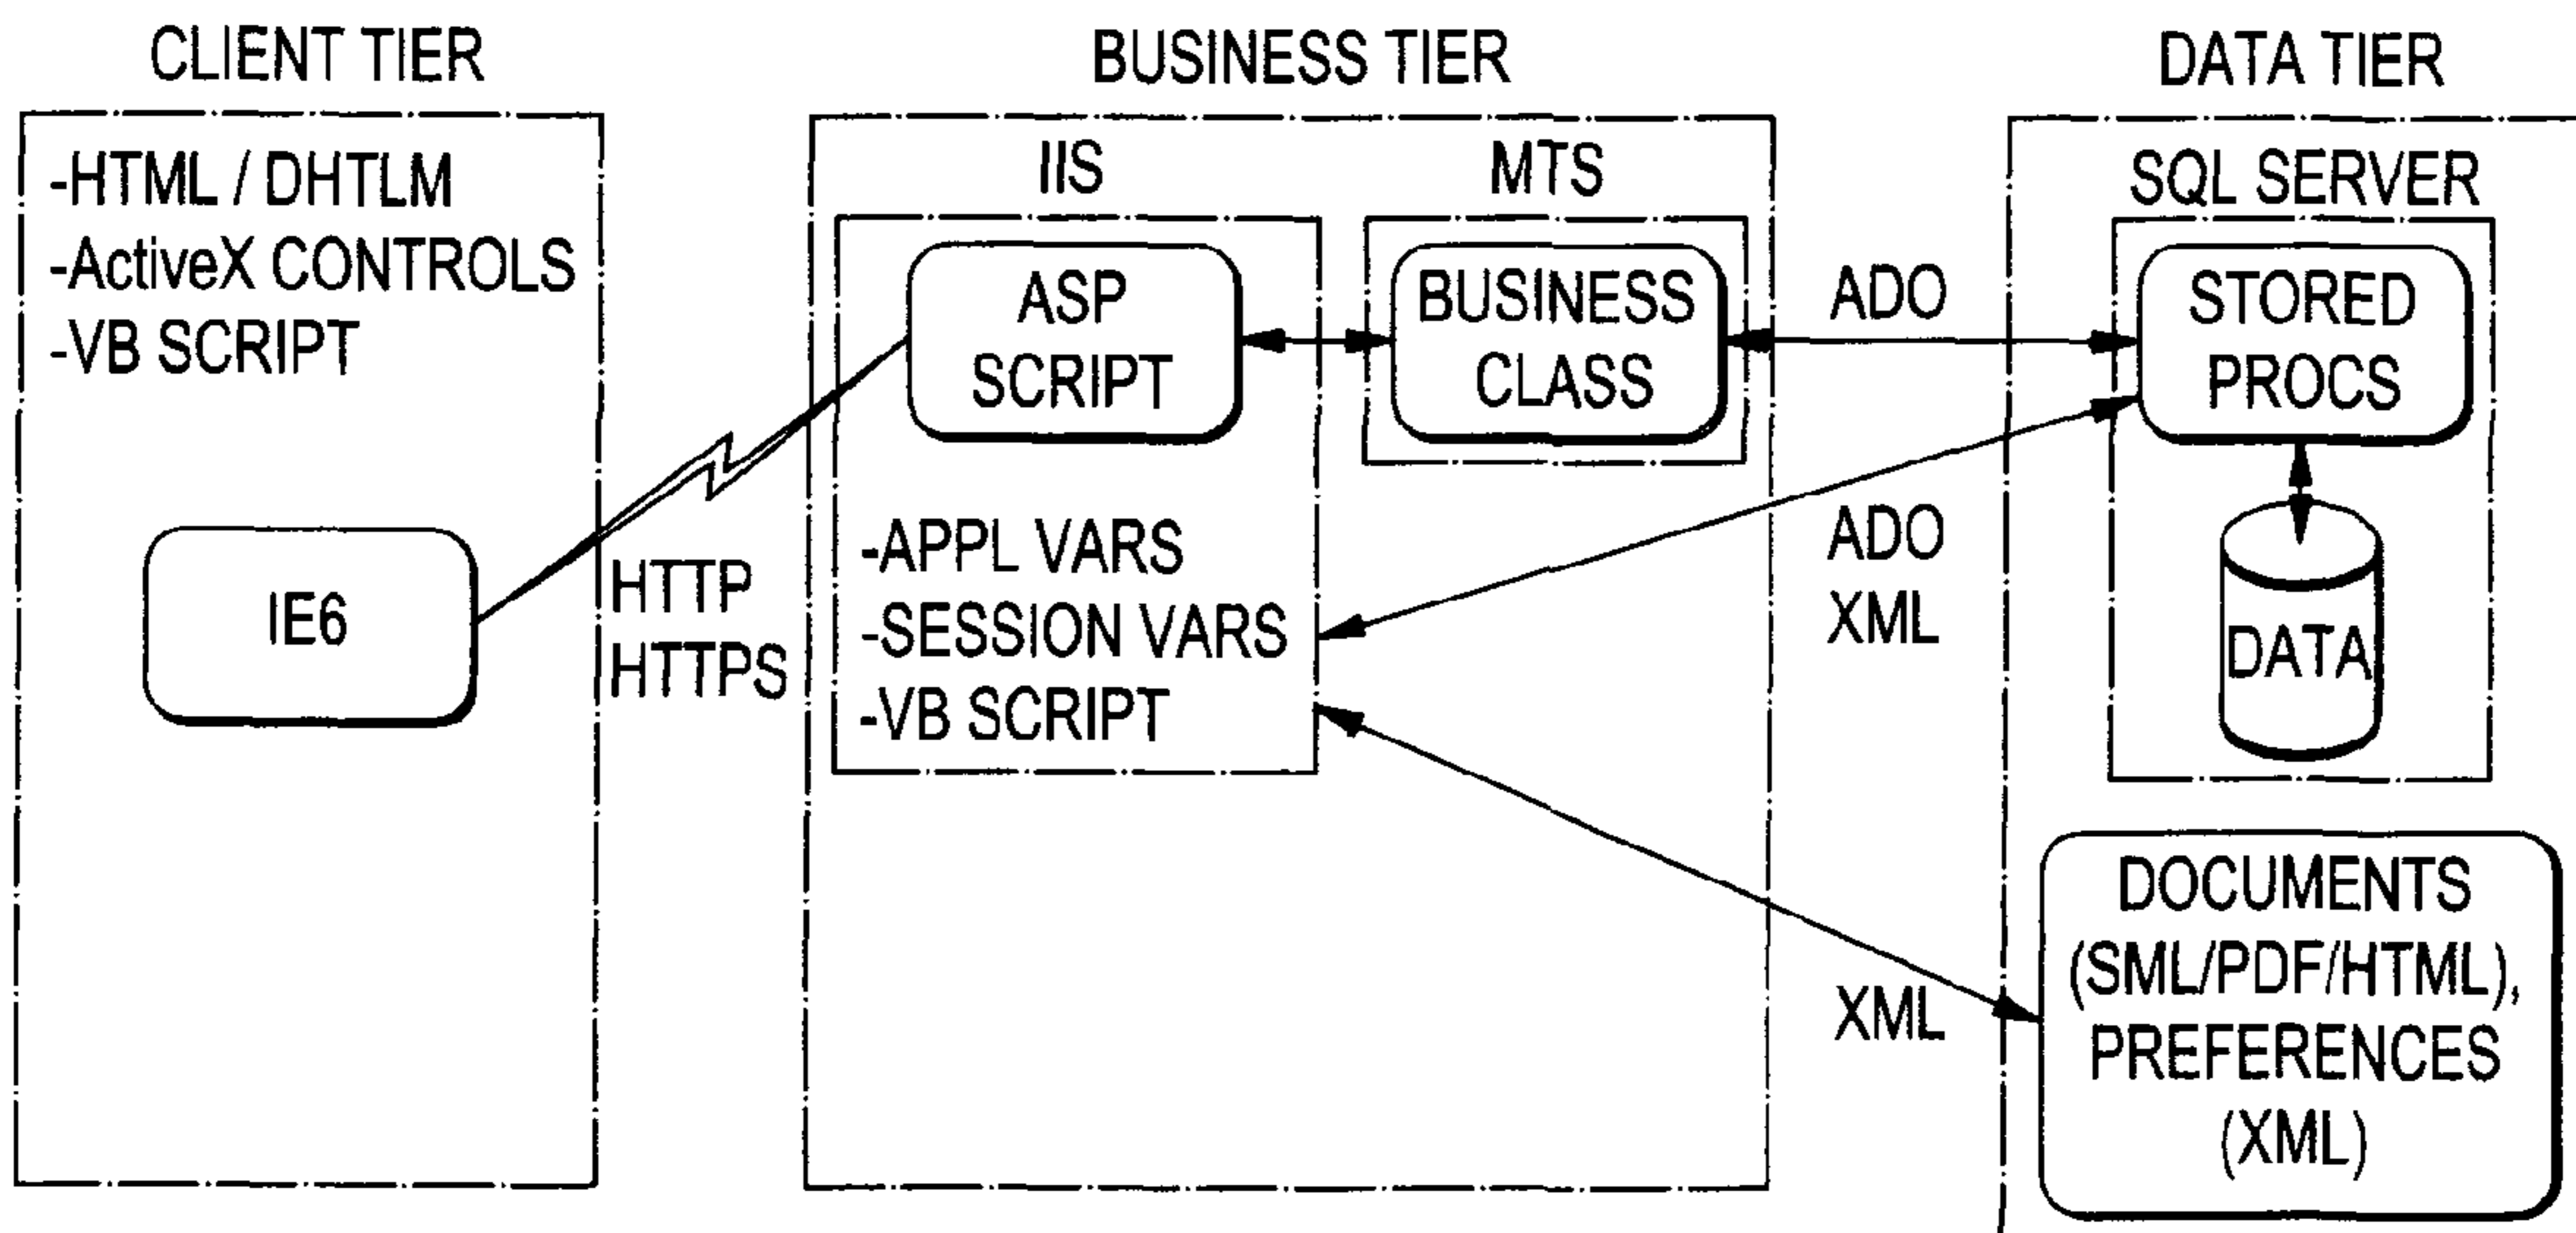 CLIENT TIER
-HTML / DHTLM
-ActiveX CONTROLS
-VB SCRIPT
IE6
HTTP
HTTPS
BUSINESS TIER
IIS
ASP
SCRIPT
-APPL VARS
-SESSION VARS
-VB SCRIPT
MTS
BUSINESS
CLASS
ADO
ADO
XML
XML
DATA TIER
SQL SERVER
STORED
PROCS
DATA
DOCUMENTS
(SML/PDF/HTML),
PREFERENCES
(XML)